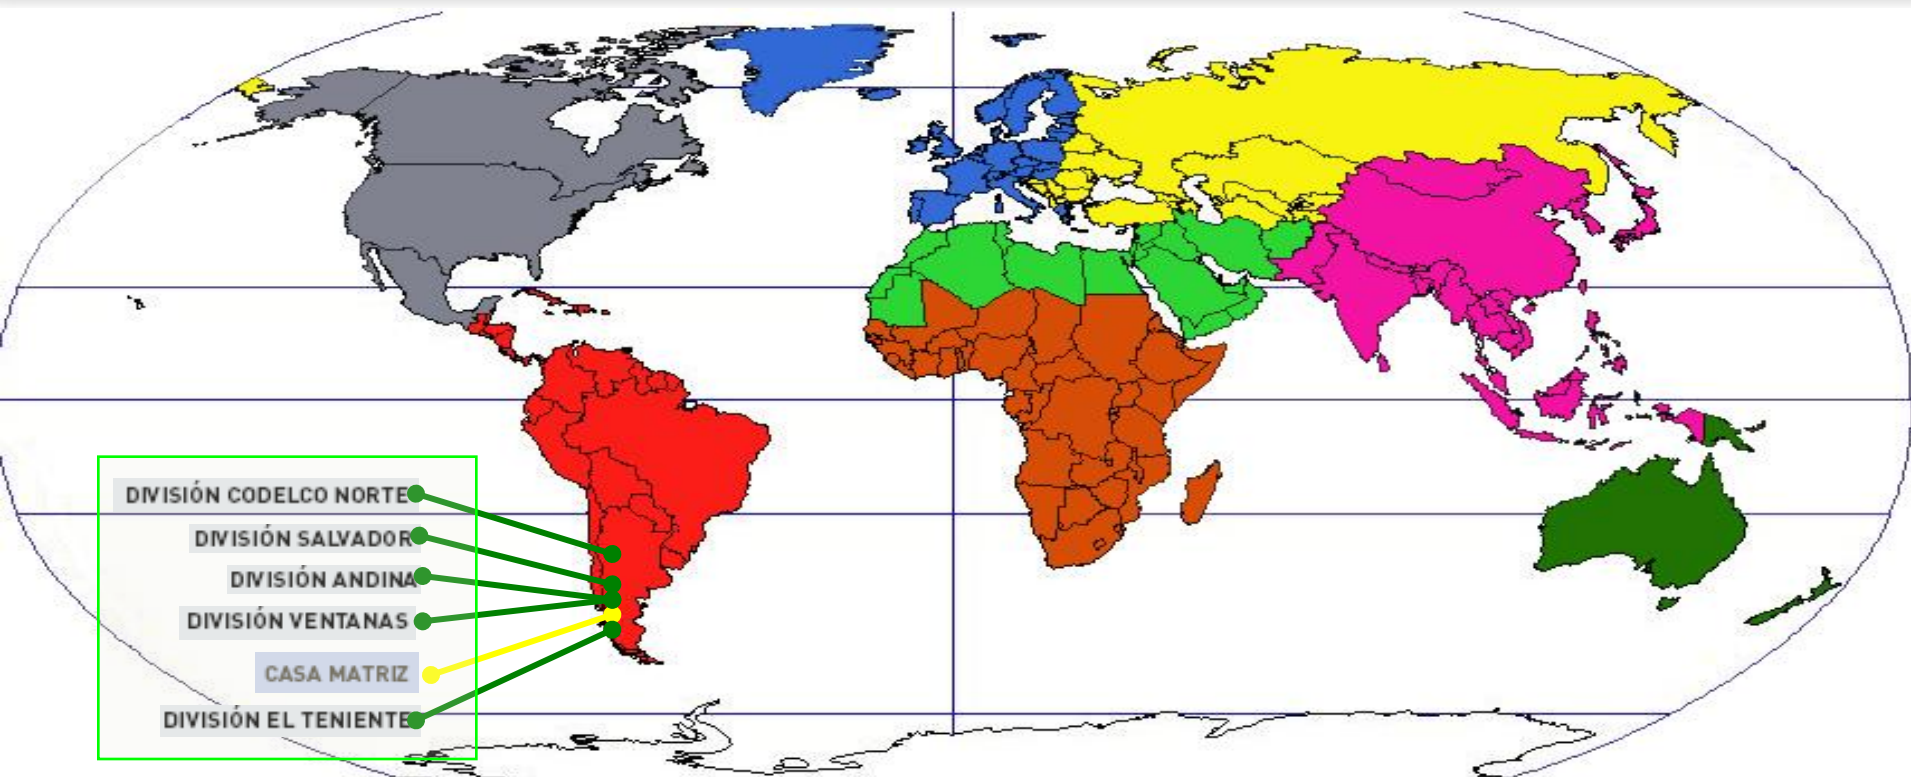 DIVISIÓN CODELCO NORTE
DIVISIÓN SALVADOR
DIVISIÓN ANDINA
DIVISIÓN VENTANAS
CASA MATRIZ
DIVISIÓN EL TENIENTE